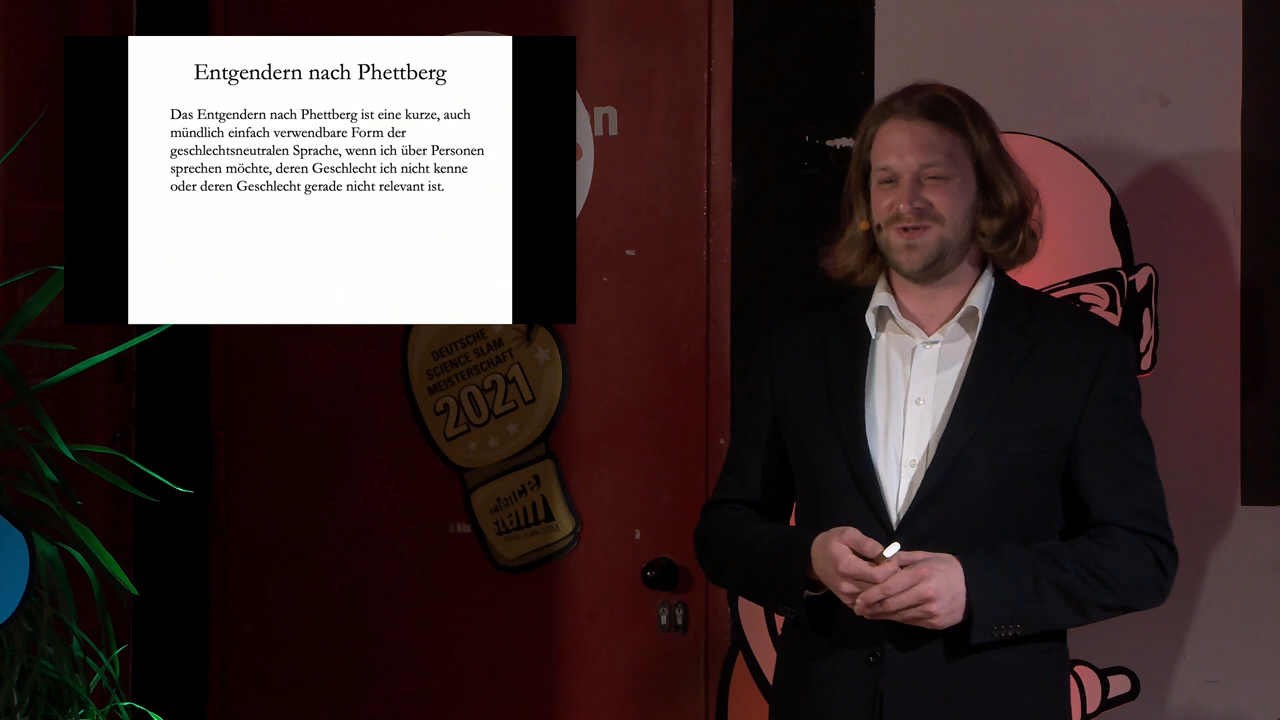 Entgendern nach Phettberg
Das Entgendern nach Phettberg ist eine kurze, auch
mündlich einfach verwendbare Form der
geschlechtsneutralen Sprache, wenn ich über Personen
sprechen möchte, deren Geschlecht ich nicht kenne
oder deren Geschlecht gerade nicht relevant ist.
n
DEUTSCHE
SCIENCE SLAM
MEISTERSCHAFT
2021
science
slam